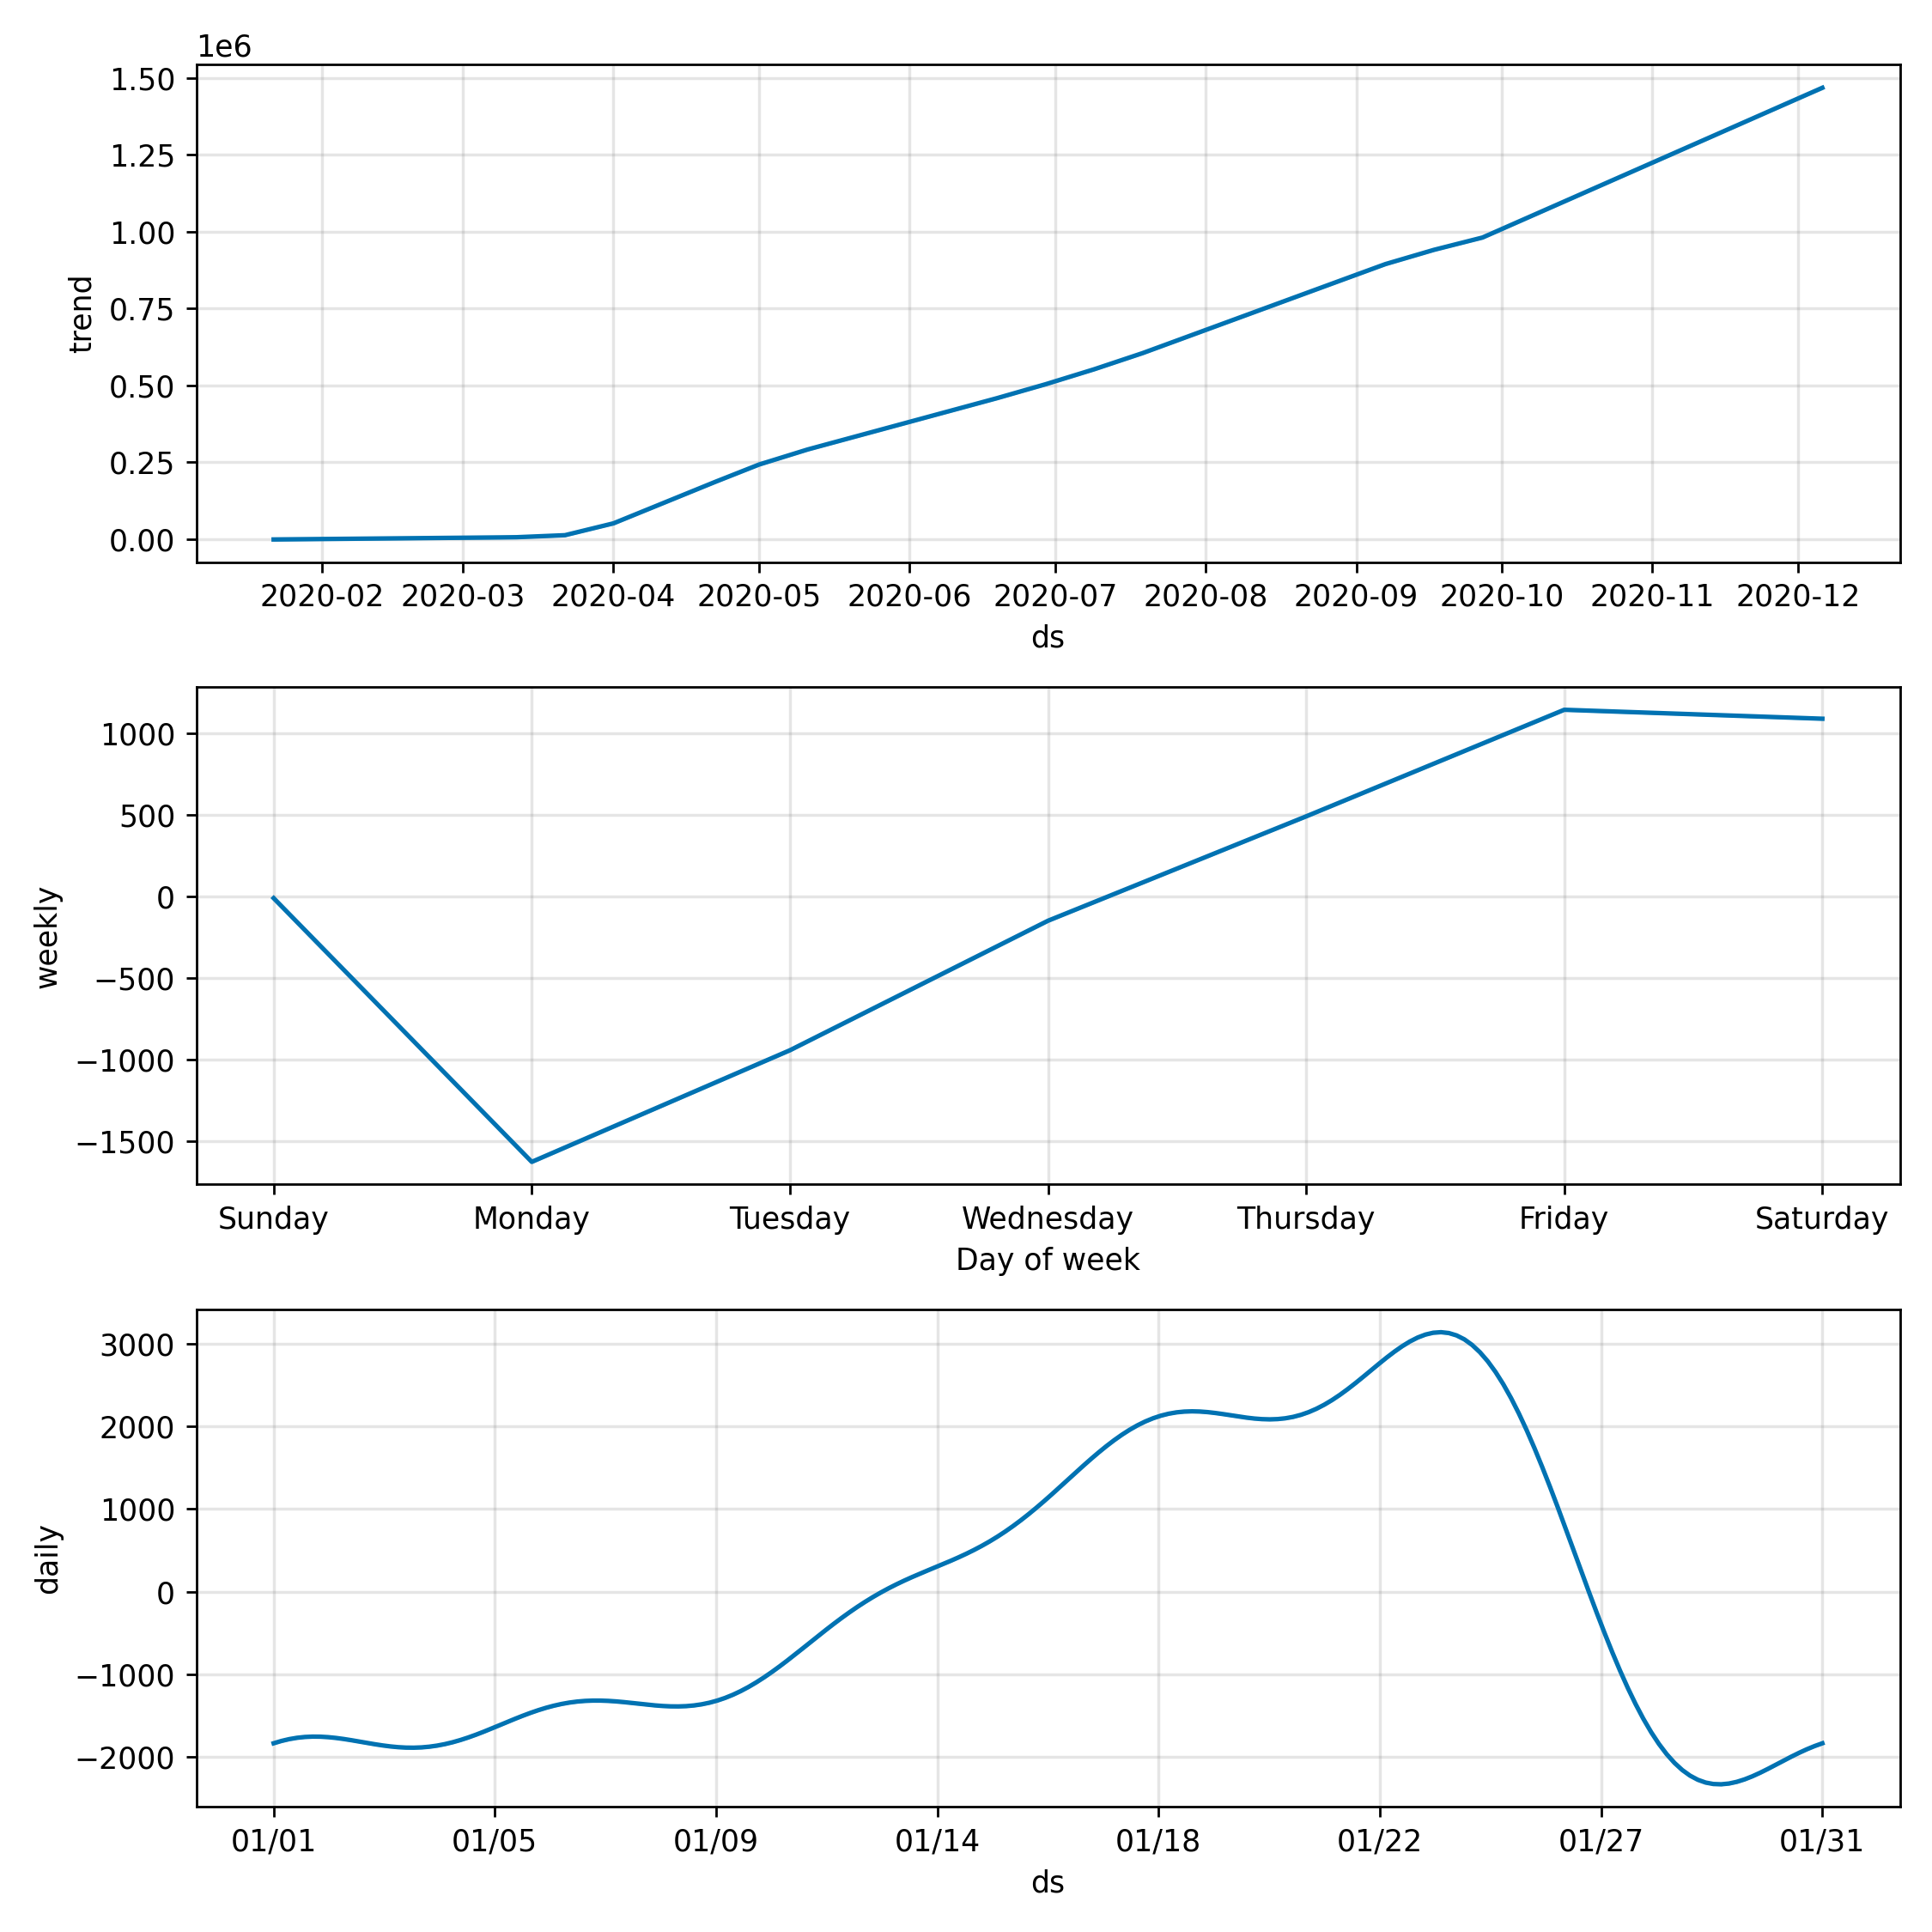 1e6
1.50
1.25
1.00
0.75
0.50
0.25
0.00
trend
2020-02 2020-03 2020-04 2020-05 2020-06 2020-07 2020-08 2020-09 2020-10 2020-11 2020-12
ds
1000
500
0
−500
−1000
−1500
weekly
Sunday Monday Tuesday Wednesday Thursday Friday Saturday
Day of week
3000
2000
1000
0
−1000
−2000
daily
01/01 01/05 01/09 01/14 01/18 01/22 01/27 01/31
ds